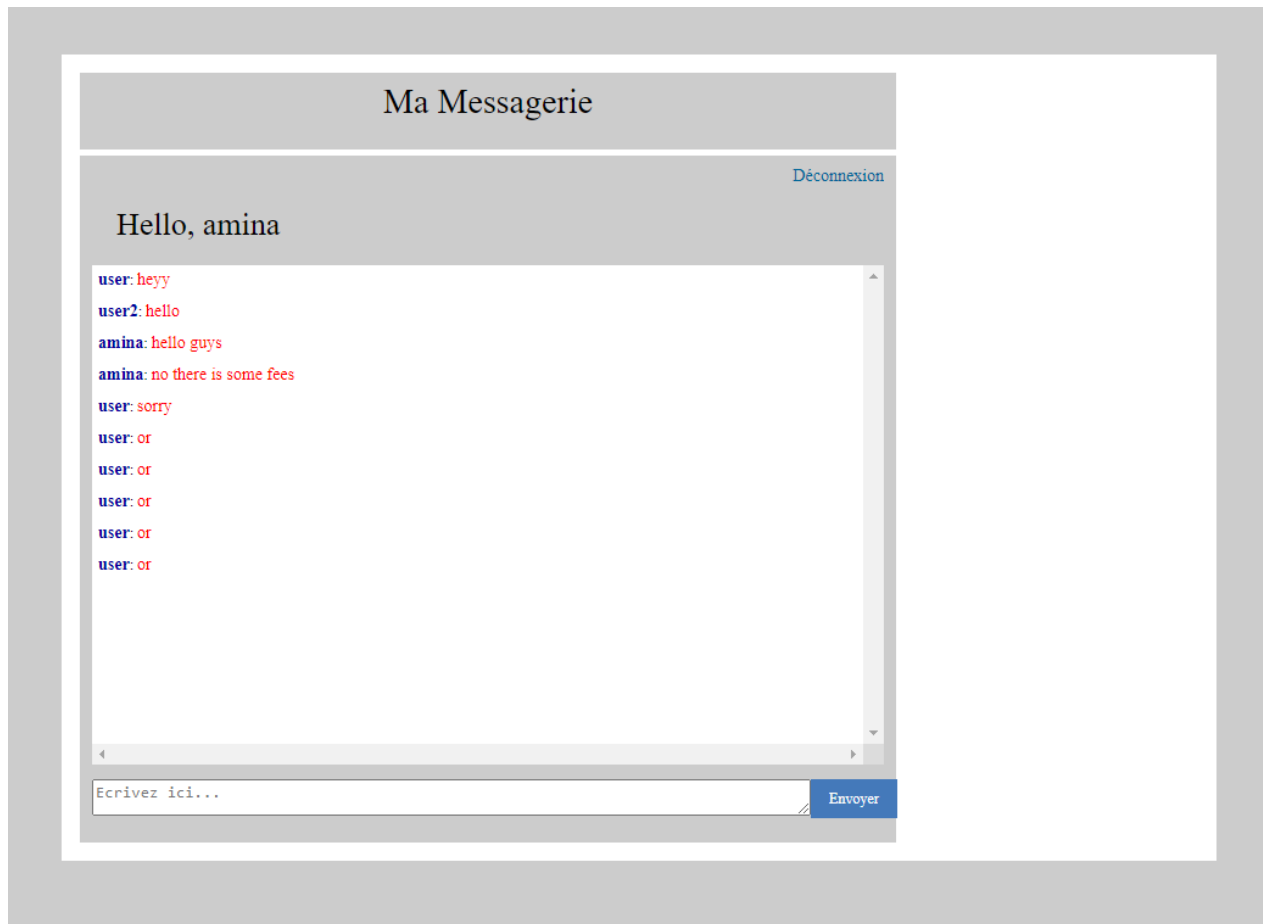 Ma Messagerie
Déconnexion
Hello, amina
user: heyy
user2: hello
amina: hello guys
amina: no there is some fees
user: sorry
user: or
user: or
user: or
user: or
user: or
Ecrivez ici...
Envoyer